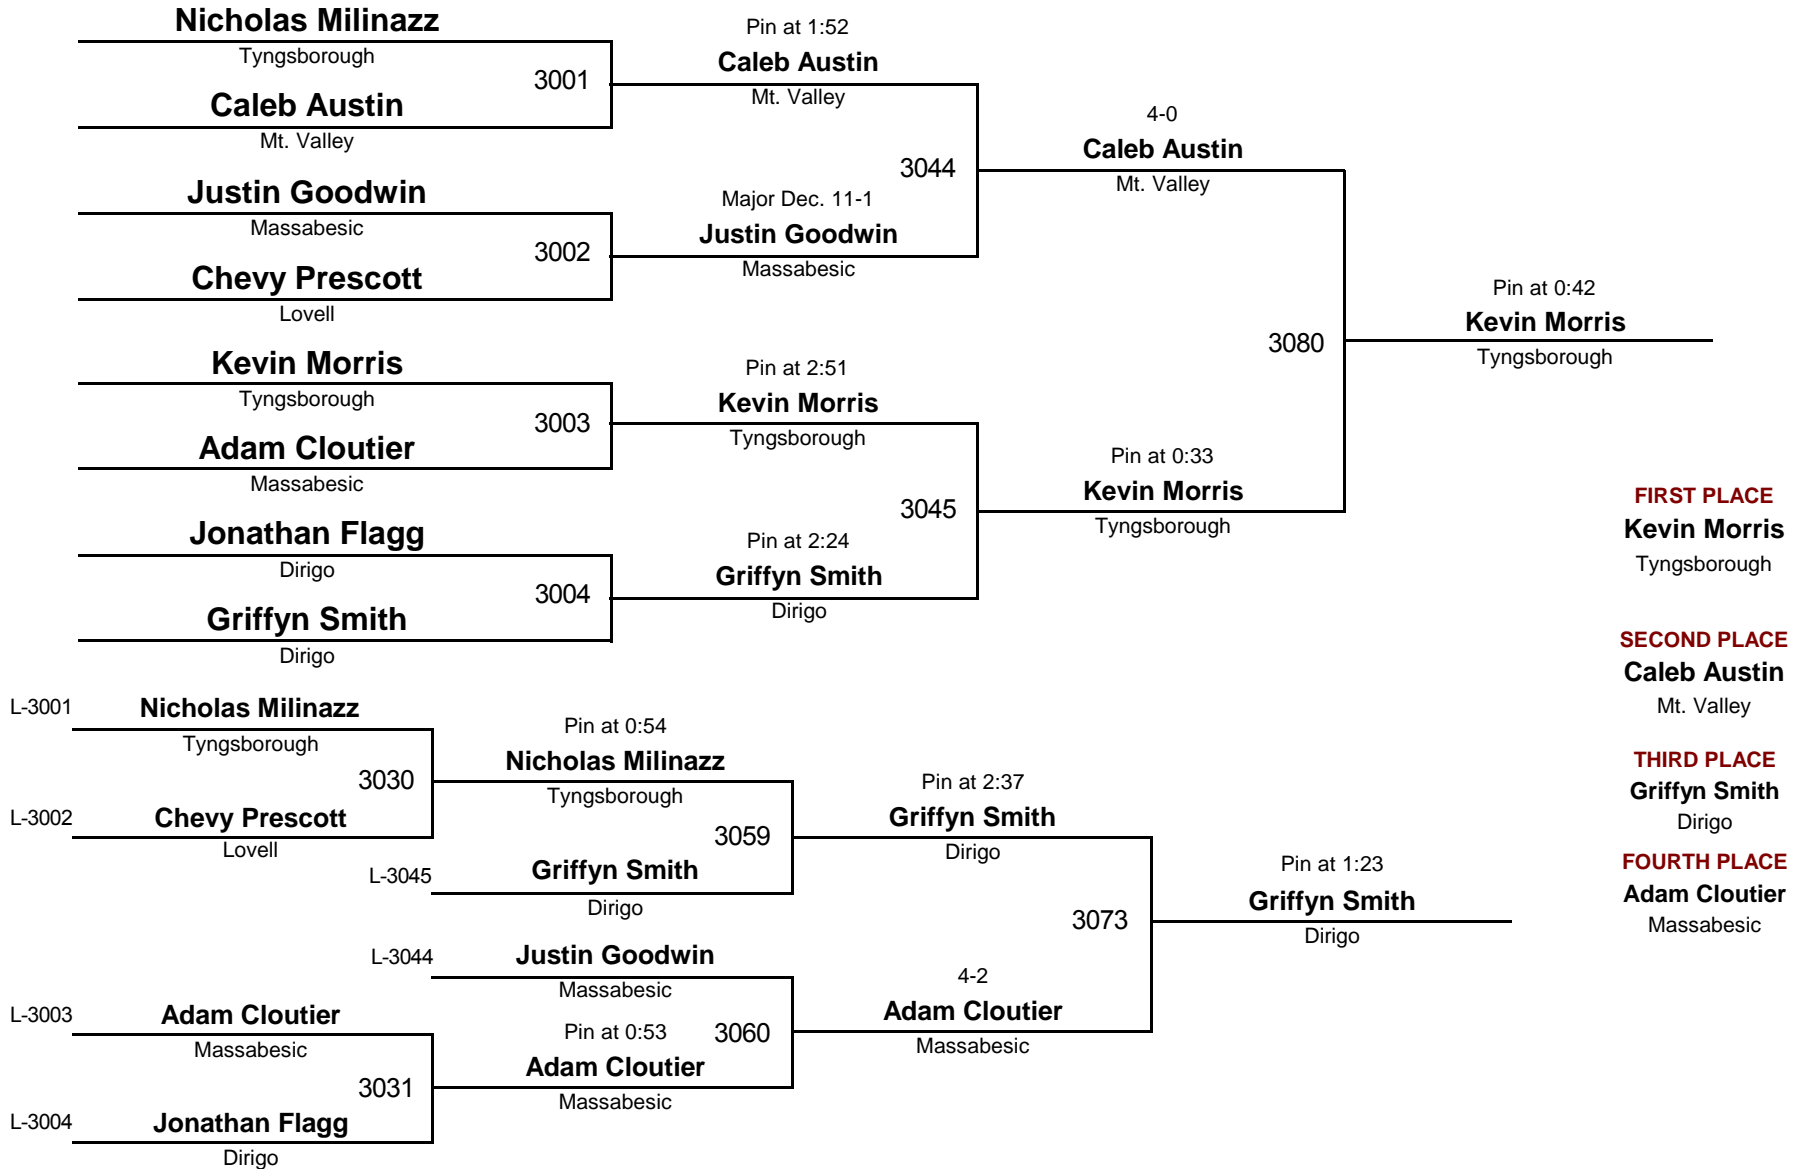 Nicholas Milinazz
Tyngsborough
3001
Caleb Austin
Mt. Valley
Justin Goodwin
Massabesic
3002
Chevy Prescott
Lovell
Kevin Morris
Tyngsborough
3003
Adam Cloutier
Massabesic
Jonathan Flagg
Dirigo
3004
Griffyn Smith
Dirigo
Pin at 1:52
Caleb Austin
Mt. Valley
3044
Major Dec. 11-1
Justin Goodwin
Massabesic
Pin at 2:51
Kevin Morris
Tyngsborough
3045
Pin at 2:24
Griffyn Smith
Dirigo
4-0
Caleb Austin
Mt. Valley
3080
Pin at 0:33
Kevin Morris
Tyngsborough
Pin at 0:42
Kevin Morris
Tyngsborough
FIRST PLACE
Kevin Morris
Tyngsborough
SECOND PLACE
Caleb Austin
Mt. Valley
THIRD PLACE
Griffyn Smith
Dirigo
FOURTH PLACE
Adam Cloutier
Massabesic
L-3001
Nicholas Milinazz
Tyngsborough
3030
L-3002
Chevy Prescott
Lovell
Pin at 0:54
Nicholas Milinazz
Tyngsborough
3059
L-3045
Griffyn Smith
Dirigo
L-3044
Justin Goodwin
Massabesic
3060
L-3003
Adam Cloutier
Massabesic
3031
L-3004
Jonathan Flagg
Dirigo
Pin at 0:53
Adam Cloutier
Massabesic
Pin at 2:37
Griffyn Smith
Dirigo
3073
4-2
Adam Cloutier
Massabesic
Pin at 1:23
Griffyn Smith
Dirigo